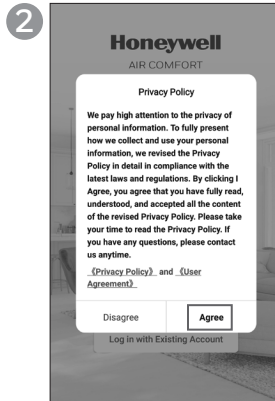 2
Honeywell
AIR COMFORT
Privacy Policy
We pay high attention to the privacy of
personal information. To fully present
how we collect and use your personal
information, we revised the Privacy
Policy in detail in compliance with the
latest laws and regulations. By clicking I
Agree, you agree that you have fully read,
understood, and accepted all the content
of the revised Privacy Policy. Please take
your time to read the Privacy Policy. If
you have any questions, please contact
us anytime.
《Privacy Policy》 and 《User
Agreement》
Disagree Agree
Log in with Existing Account